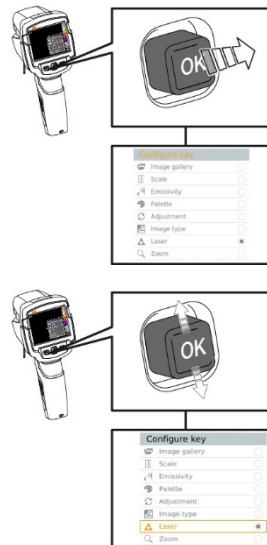 OK
Configure key
Image gallery
Scale
Emissivity
Palette
Adjustment
Image type
Laser
Zoom
OK
Configure key
Image gallery
Scale
Emissivity
Palette
Adjustment
Image type
Laser
Zoom